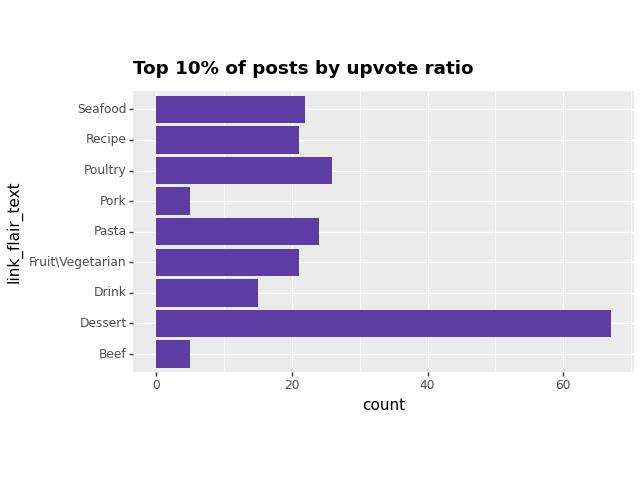 Top 10% of posts by upvote ratio
Seafood
Recipe
Poultry
Pork
Pasta
Fruit\Vegetarian
Drink
Dessert
Beef
link_flair_text
0 20 40 60
count